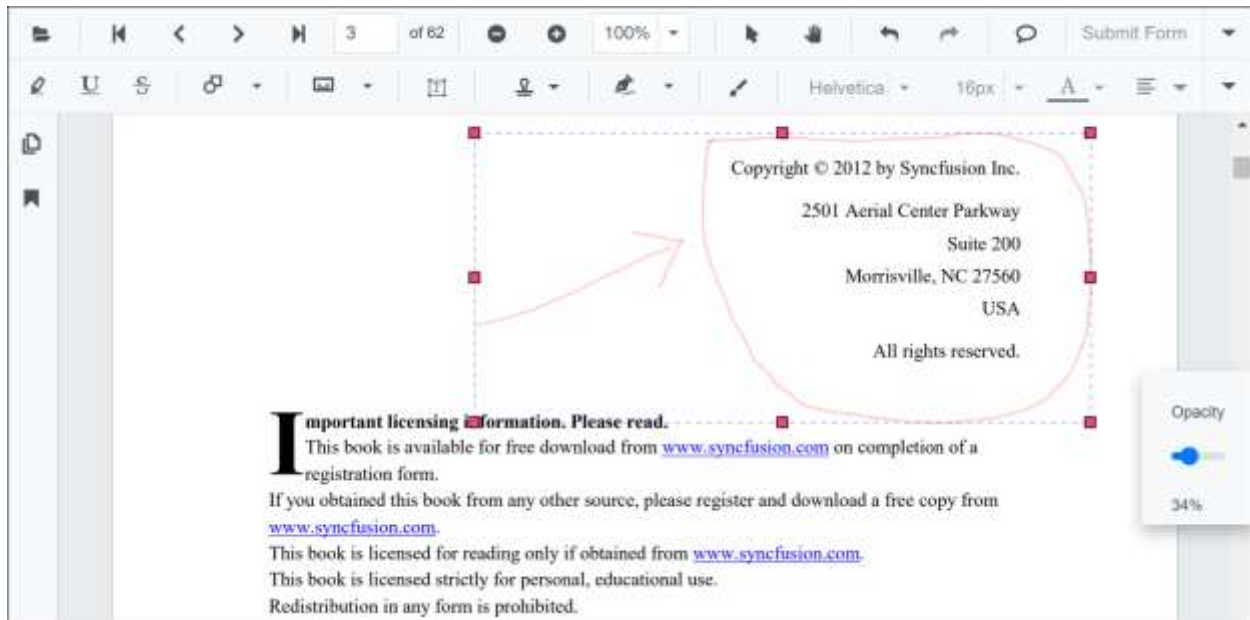 3 of 62 100% Submit Form
U S T Helvetica 16px A
Copyright © 2012 by Syncfusion Inc.
2501 Aerial Center Parkway
Suite 200
Morrisville, NC 27560
USA
All rights reserved.
Important licensing information. Please read.
This book is available for free download from www.syncfusion.com on completion of a
registration form.
If you obtained this book from any other source, please register and download a free copy from
www.syncfusion.com.
This book is licensed for reading only if obtained from www.syncfusion.com.
This book is licensed strictly for personal, educational use.
Redistribution in any form is prohibited.
Opacity
34%